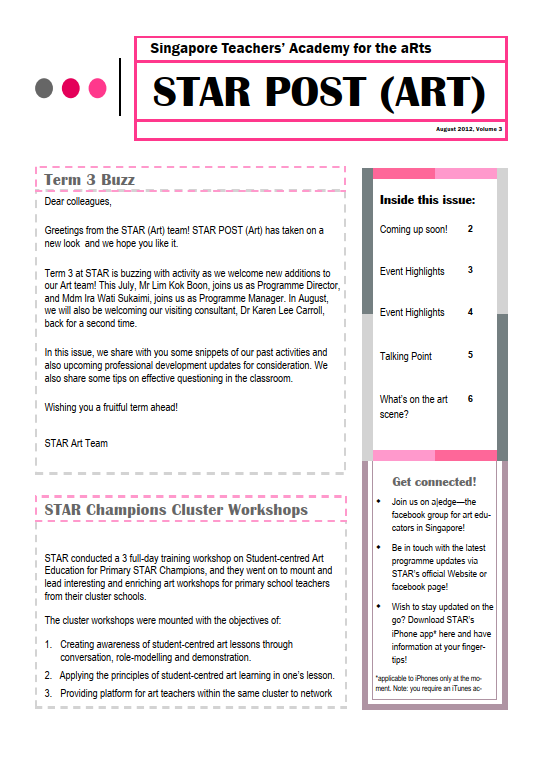 Singapore Teachers' Academy for the aRts
STAR POST (ART)
August 2012, Volume 3
Term 3 Buzz
Dear colleagues,
Greetings from the STAR (Art) team! STAR POST (Art) has taken on a
new look and we hope you like it.
Term 3 at STAR is buzzing with activity as we welcome new additions to
our Art team! This July, Mr Lim Kok Boon, joins us as Programme Director,
and Mdm Ira Wati Sukaimi, joins us as Programme Manager. In August,
we will also be welcoming our visiting consultant, Dr Karen Lee Carroll,
back for a second time.
In this issue, we share with you some snippets of our past activities and
also upcoming professional development updates for consideration. We
also share some tips on effective questioning in the classroom.
Wishing you a fruitful term ahead!
STAR Art Team
STAR Champions Cluster Workshops
STAR conducted a 3 full-day training workshop on Student-centred Art
Education for Primary STAR Champions, and they went on to mount and
lead interesting and enriching art workshops for primary school teachers
from their cluster schools.
The cluster workshops were mounted with the objectives of:
1. Creating awareness of student-centred art lessons through
conversation, role-modelling and demonstration.
2. Applying the principles of student-centred art learning in one's lesson.
3. Providing platform for art teachers within the same cluster to network
Inside this issue:
Coming up soon! 2
Event Highlights 3
Event Highlights 4
Talking Point 5
What's on the art 6
scene?
Get connected!
Join us on a|edge—the
facebook group for art edu-
cators in Singapore!
Be in touch with the latest
programme updates via
STAR's official Website or
facebook page!
Wish to stay updated on the
go? Download STAR's
iPhone app* here and have
information at your finger-
tips!
*applicable to iPhones only at the mo-
ment. Note: you require an iTunes ac-